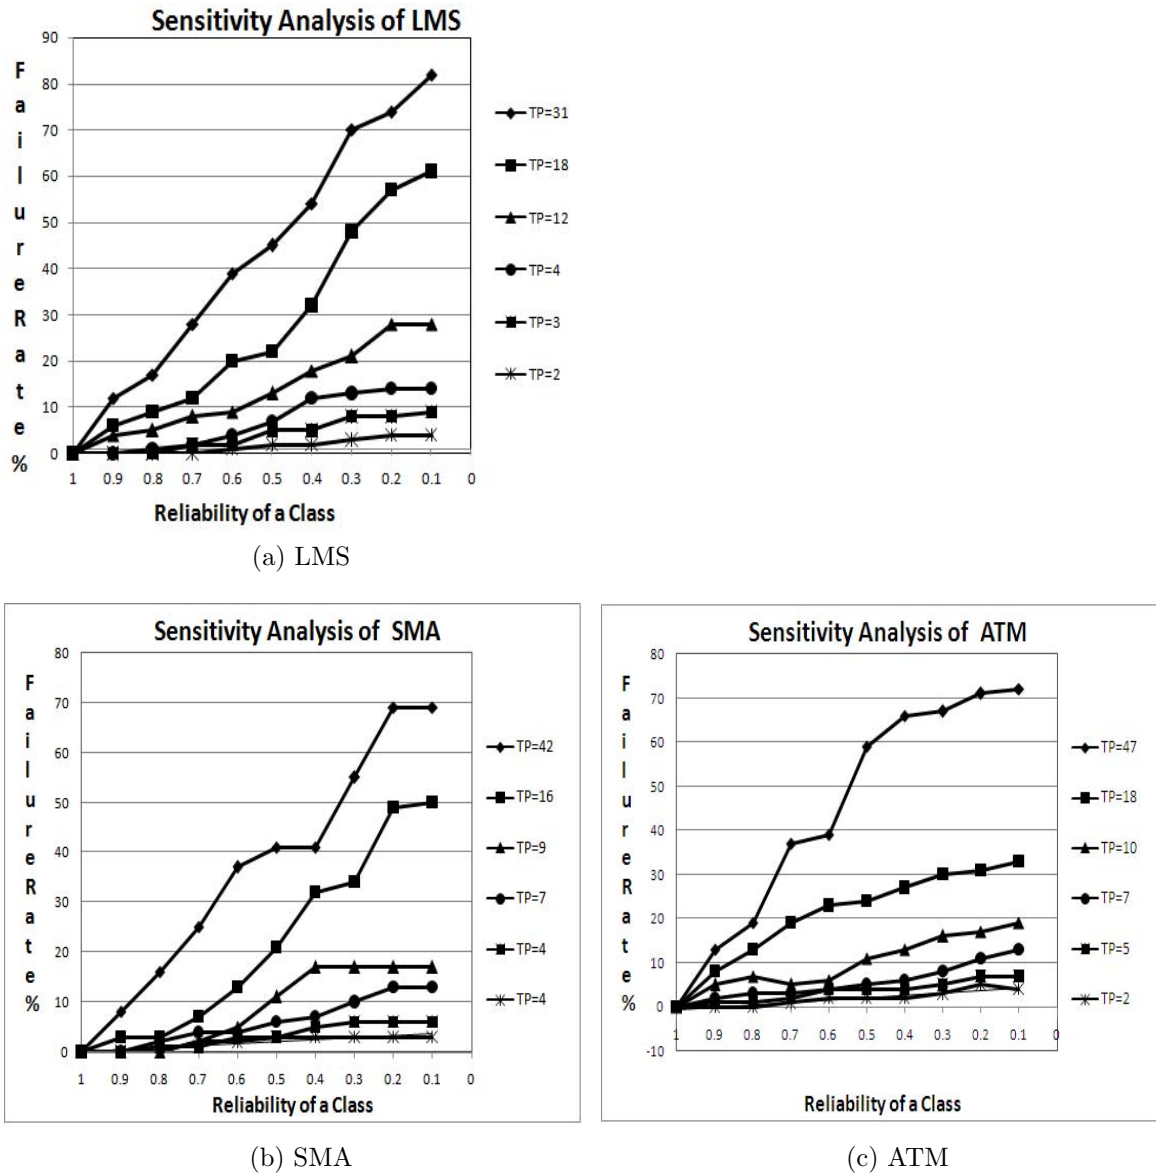 Sensitivity Analysis of LMS
Failure Rate %
90
80
70
60
50
40
30
20
10
0
1 0.9 0.8 0.7 0.6 0.5 0.4 0.3 0.2 0.1 0
Reliability of a Class
TP=31
TP=18
TP=12
TP=4
TP=3
TP=2
(a) LMS
Sensitivity Analysis of SMA
Failure Rate %
80
70
60
50
40
30
20
10
0
1 0.9 0.8 0.7 0.6 0.5 0.4 0.3 0.2 0.1 0
Reliability of a Class
TP=42
TP=16
TP=9
TP=7
TP=4
TP=4
(b) SMA
Sensitivity Analysis of ATM
Failure Rate %
80
70
60
50
40
30
20
10
0
-10
1 0.9 0.8 0.7 0.6 0.5 0.4 0.3 0.2 0.1 0
Reliability of a Class
TP=47
TP=18
TP=10
TP=7
TP=5
TP=2
(c) ATM